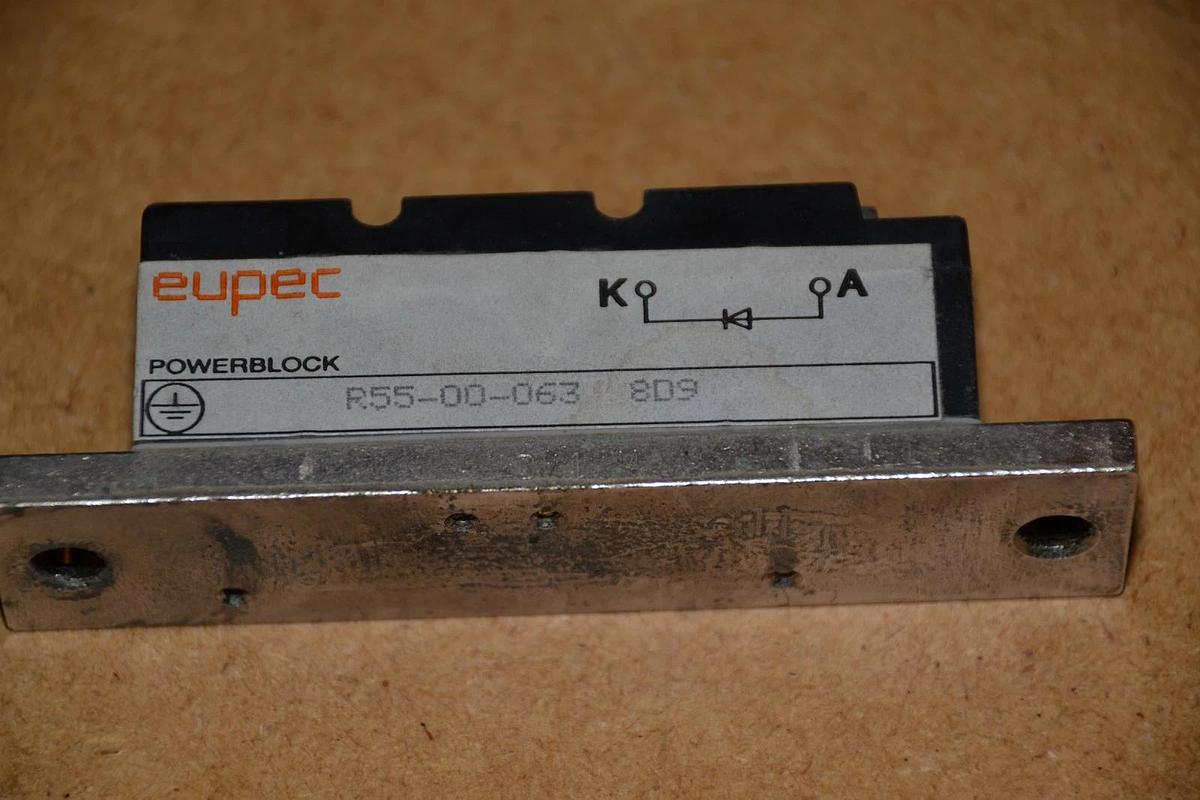 eupec
K A
POWERBLOCK
R55-00-063 8D9